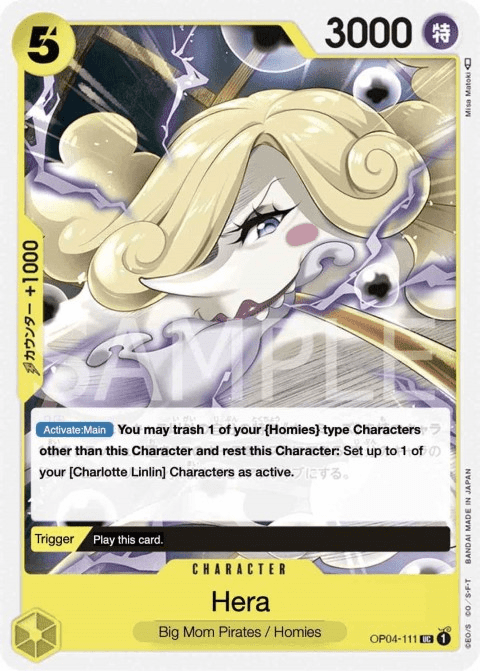 5
3000
特
Misa Matoki
カウンター +1000
SAMPLE
Activate:Main You may trash 1 of your {Homies} type Characters
other than this Character and rest this Character: Set up to 1 of
your [Charlotte Linlin] Characters as active.
Trigger Play this card.
CHARACTER
Hera
Big Mom Pirates / Homies
OP04-111 UC 1
©E.O/S ©O/S·F·T BANDAI MADE IN JAPAN